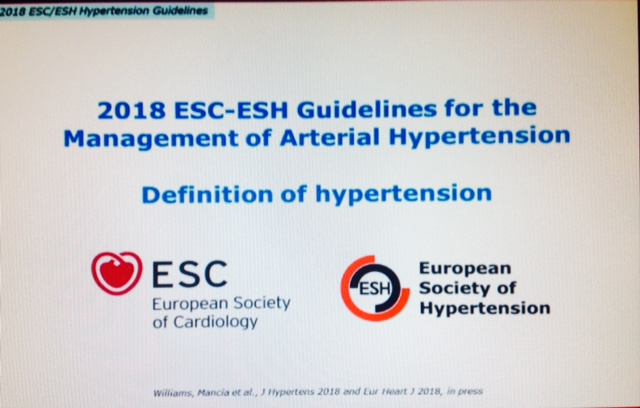 2018 ESC/ESH Hypertension Guidelines
2018 ESC-ESH Guidelines for the
Management of Arterial Hypertension
Definition of hypertension
ESC
European Society
of Cardiology
ESH
European
Society of
Hypertension
Williams, Mancia et al., J Hypertens 2018 and Eur Heart J 2018, in press